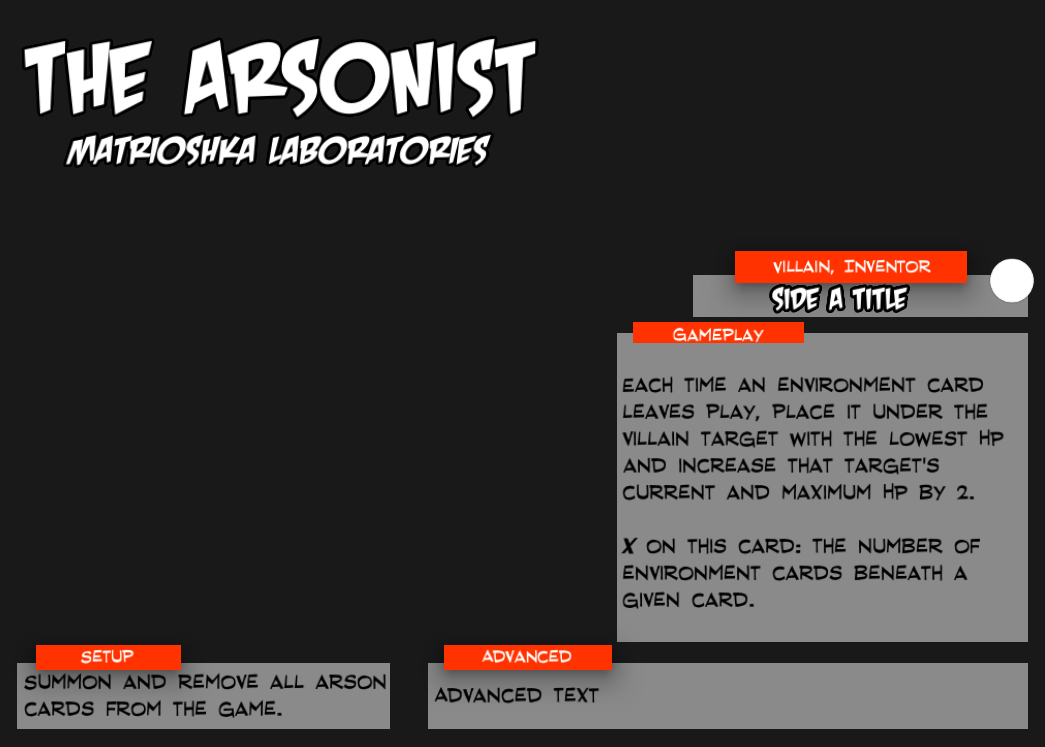 THE ARSONIST
MATRIOSHKA LABORATORIES
VILLAIN, INVENTOR
SIDE A TITLE
GAMEPLAY
EACH TIME AN ENVIRONMENT CARD
LEAVES PLAY, PLACE IT UNDER THE
VILLAIN TARGET WITH THE LOWEST HP
AND INCREASE THAT TARGET'S
CURRENT AND MAXIMUM HP BY 2.
X ON THIS CARD: THE NUMBER OF
ENVIRONMENT CARDS BENEATH A
GIVEN CARD.
SETUP
SUMMON AND REMOVE ALL ARSON
CARDS FROM THE GAME.
ADVANCED
ADVANCED TEXT